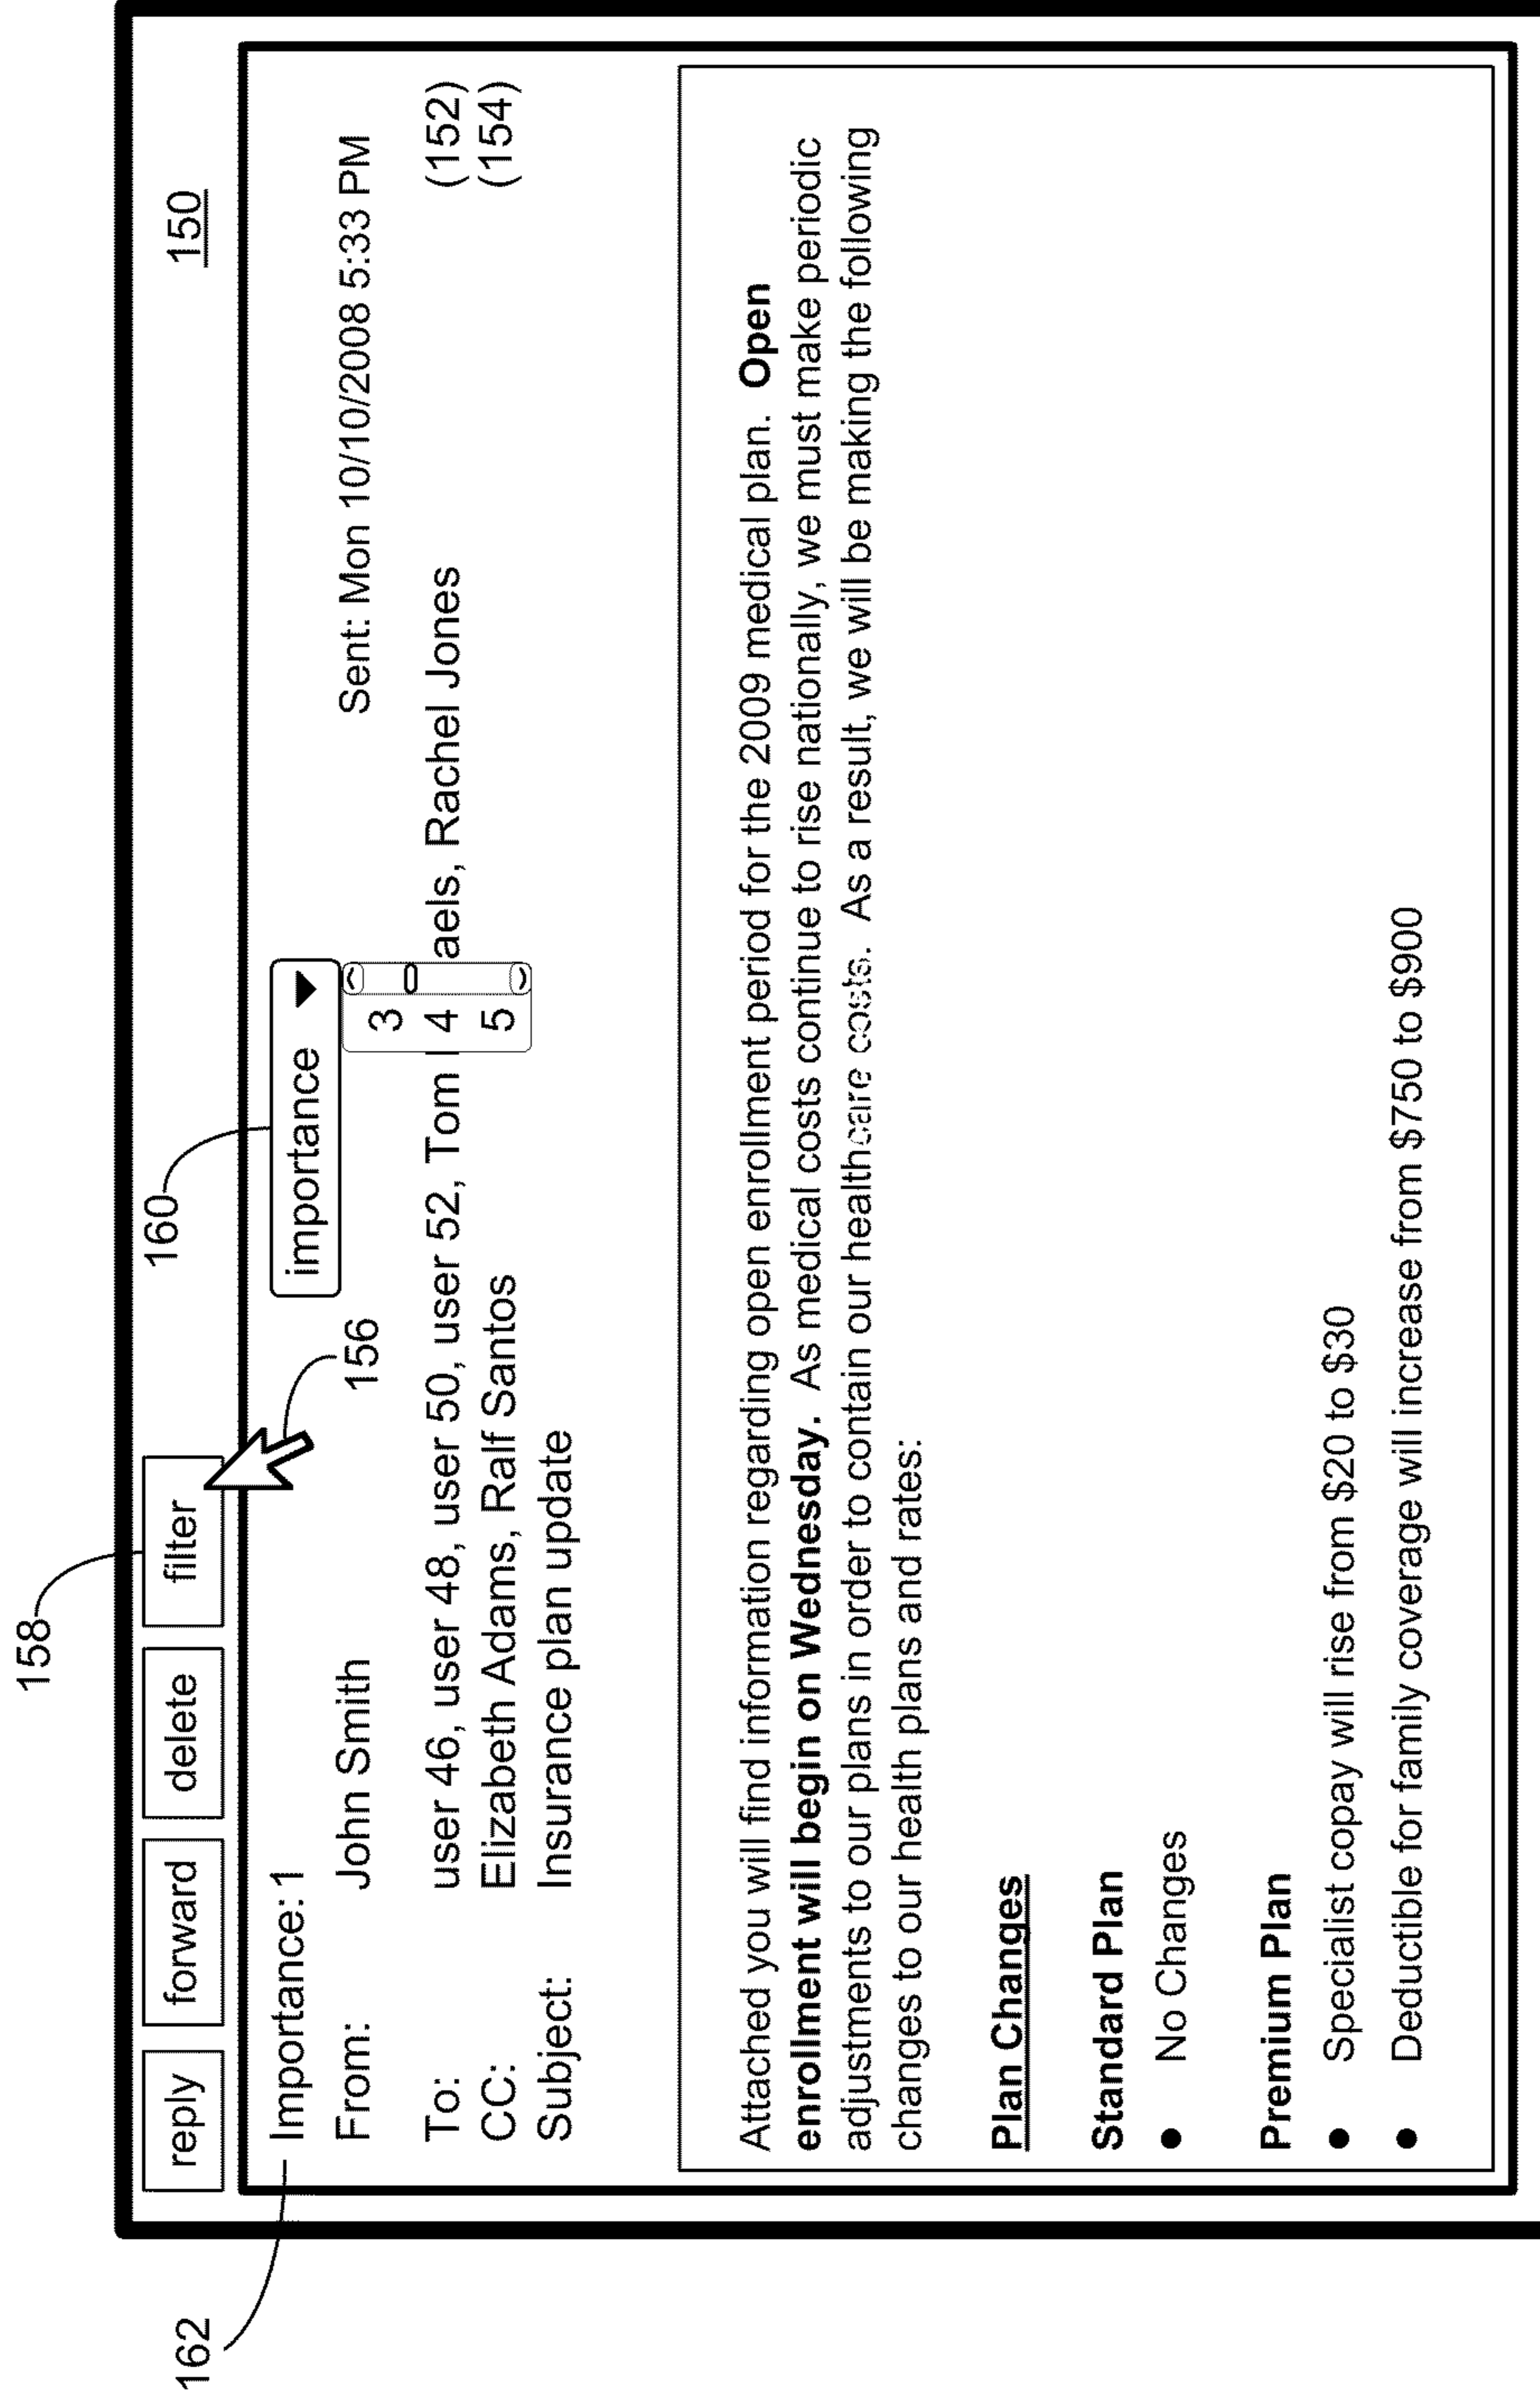 158
160
150
162
reply forward delete filter
Importance: 1
importance
156
From: John Smith Sent: Mon 10/10/2008 5:33 PM
3
4
5
To: user 46, user 48, user 50, user 52, Tom aels, Rachel Jones (152)
CC: Elizabeth Adams, Ralf Santos (154)
Subject: Insurance plan update
Attached you will find information regarding open enrollment period for the 2009 medical plan. Open
enrollment will begin on Wednesday. As medical costs continue to rise nationally, we must make periodic
adjustments to our plans in order to contain our healthcare costs. As a result, we will be making the following
changes to our health plans and rates:
Plan Changes
Standard Plan
• No Changes
Premium Plan
• Specialist copay will rise from $20 to $30
• Deductible for family coverage will increase from $750 to $900